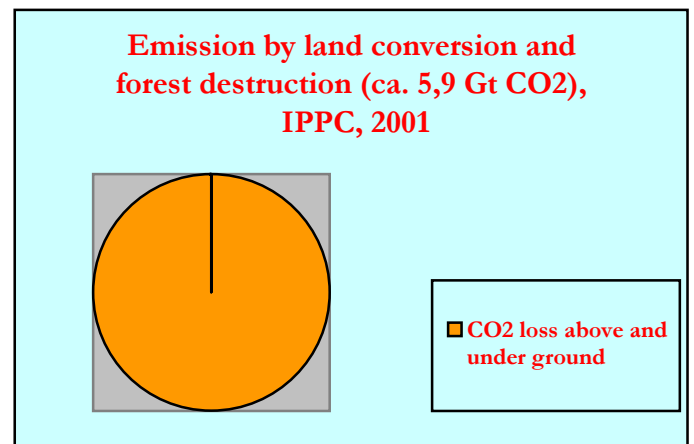 Emission by land conversion and
forest destruction (ca. 5,9 Gt CO2),
IPPC, 2001
CO2 loss above and
under ground